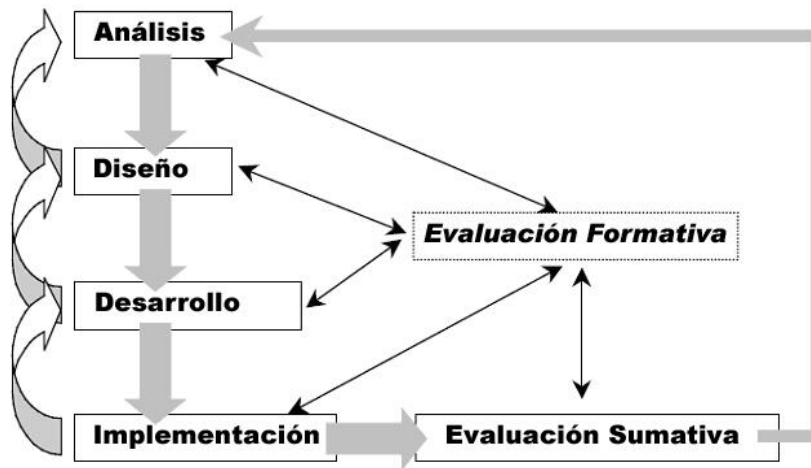 Análisis
Diseño
Evaluación Formativa
Desarrollo
Implementación
Evaluación Sumativa